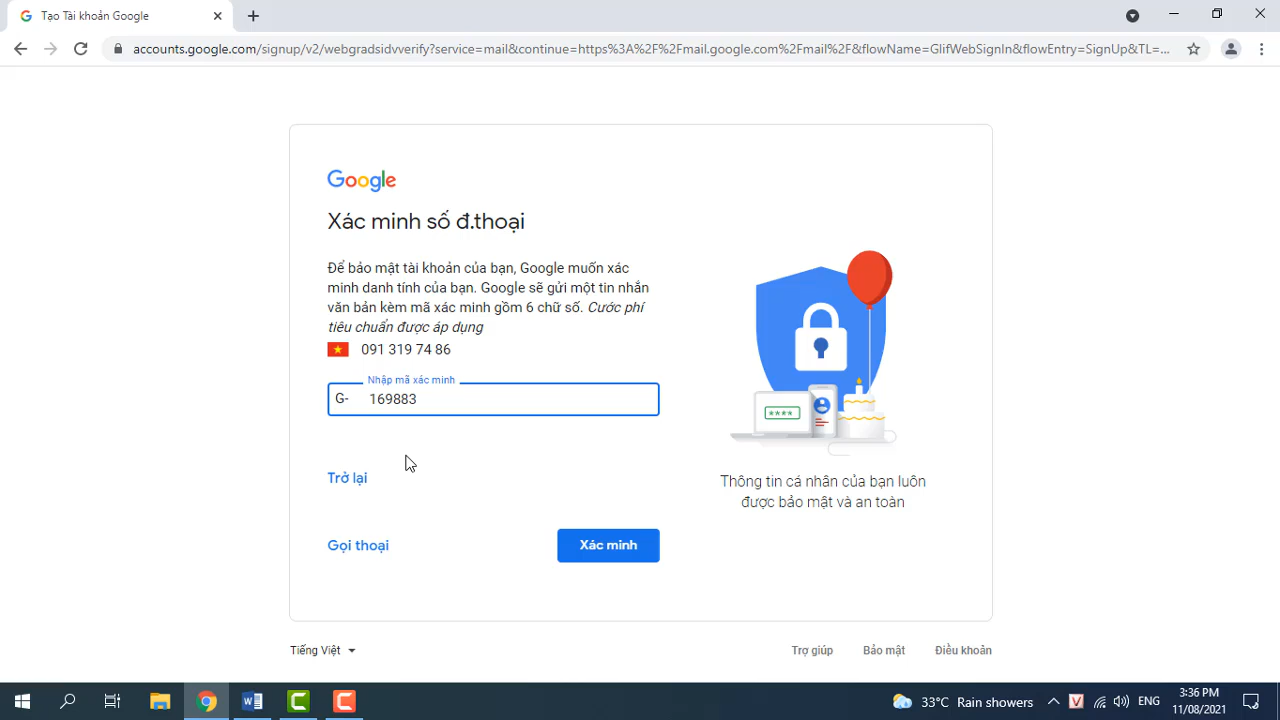 Tạo Tài khoản Google
accounts.google.com/signup/v2/webgradsidvverify?service=mail&continue=https%3A%2F%2Fmail.google.com%2Fmail%2F&flowName=GlifWebSignIn&flowEntry=SignUp&TL=...
Google
Xác minh số đ.thoại
Để bảo mật tài khoản của bạn, Google muốn xác
minh danh tính của bạn. Google sẽ gửi một tin nhắn
văn bản kèm mã xác minh gồm 6 chữ số. Cước phí
tiêu chuẩn được áp dụng
091 319 74 86
Nhập mã xác minh
G- 169883
Trở lại
Gọi thoại
Xác minh
****
Thông tin cá nhân của bạn luôn
được bảo mật và an toàn
Tiếng Việt
Trợ giúp Bảo mật Điều khoản
33°C Rain showers
ENG
3:36 PM
11/08/2021